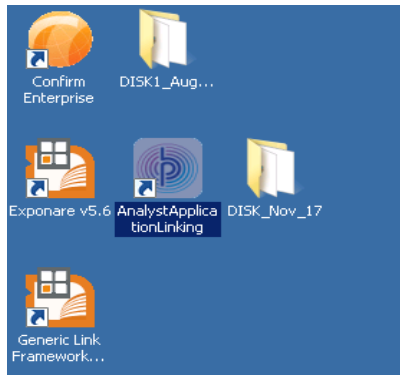 Confirm
Enterprise
DISK1_Aug...
Exponare v5.6
AnalystApplica
tionLinking
DISK_Nov_17
Generic Link
Framework...